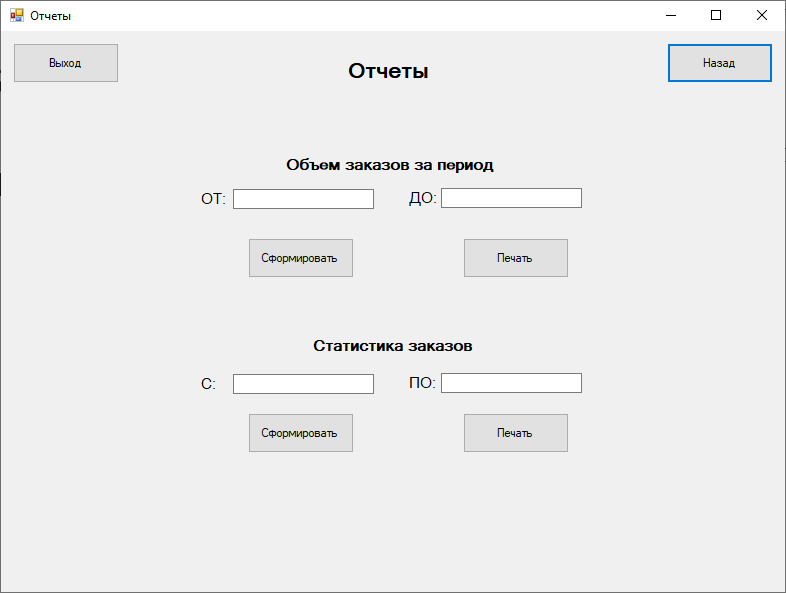 Отчеты
Выход
Отчеты
Назад
Объем заказов за период
ОТ:
ДО:
Сформировать
Печать
Статистика заказов
С:
ПО:
Сформировать
Печать